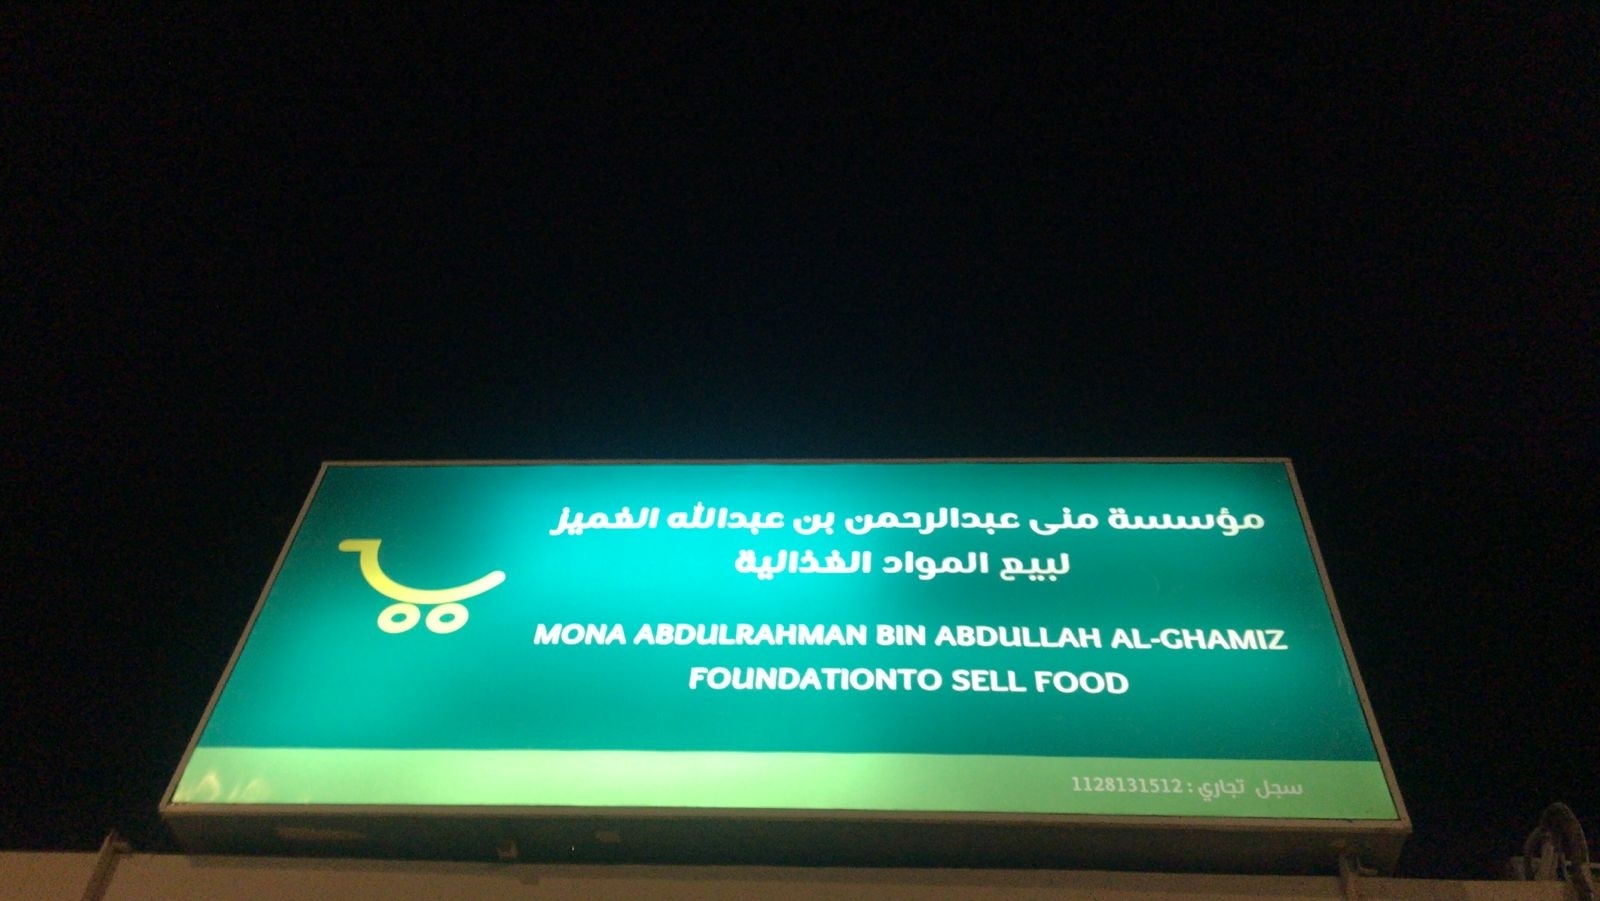 مؤسسة منى عبدالرحمن بن عبدالله الغميز
لبيع المواد الغذائية
MONA ABDULRAHMAN BIN ABDULLAH AL-GHAMIZ
FOUNDATIONTO SELL FOOD
سجل تجاري : 1128131512